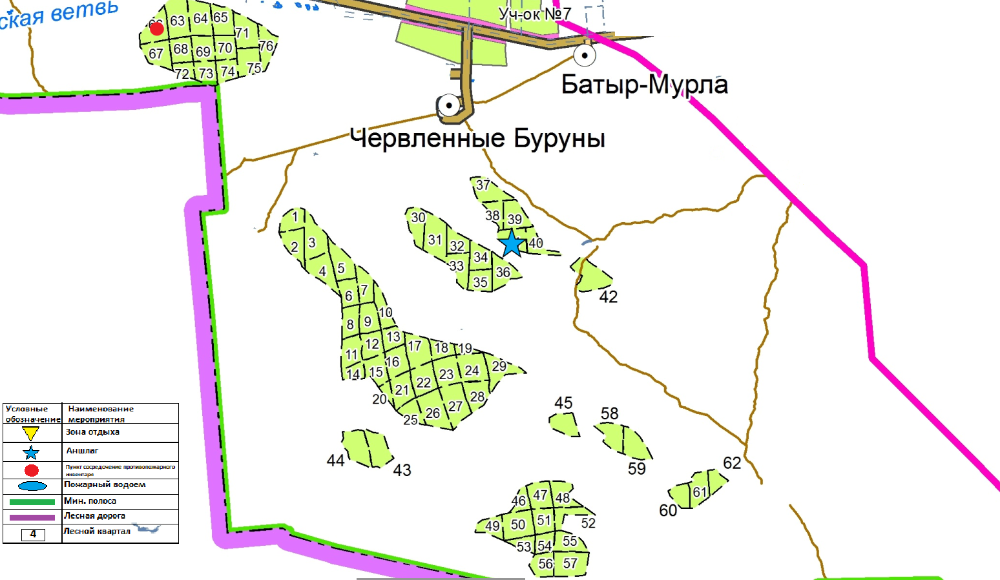 ская ветвь
Уч-ок №7
63 64 65
71
67 68 69 70 76
72 73 74 75
Батыр-Мурла
Червленные Буруны
37
38 39
40
30
31 32
33 34
35 36
42
1
2 3
4 5
6 7
8 9 10
11 12 13
14 15 16 17 18 19
20 21 22 23 24 29
25 26 27 28
44 43
45
58
59
62
61
60
46 47 48
49 50 51 52
53 54 55
56 57
Условные обозначение
Наименование мероприятия
Зона отдыха
Аншлаг
Пункт сосредочение противопожарного инвентаря
Пожарный водоем
Мин. полоса
Лесная дорога
4 Лесной квартал